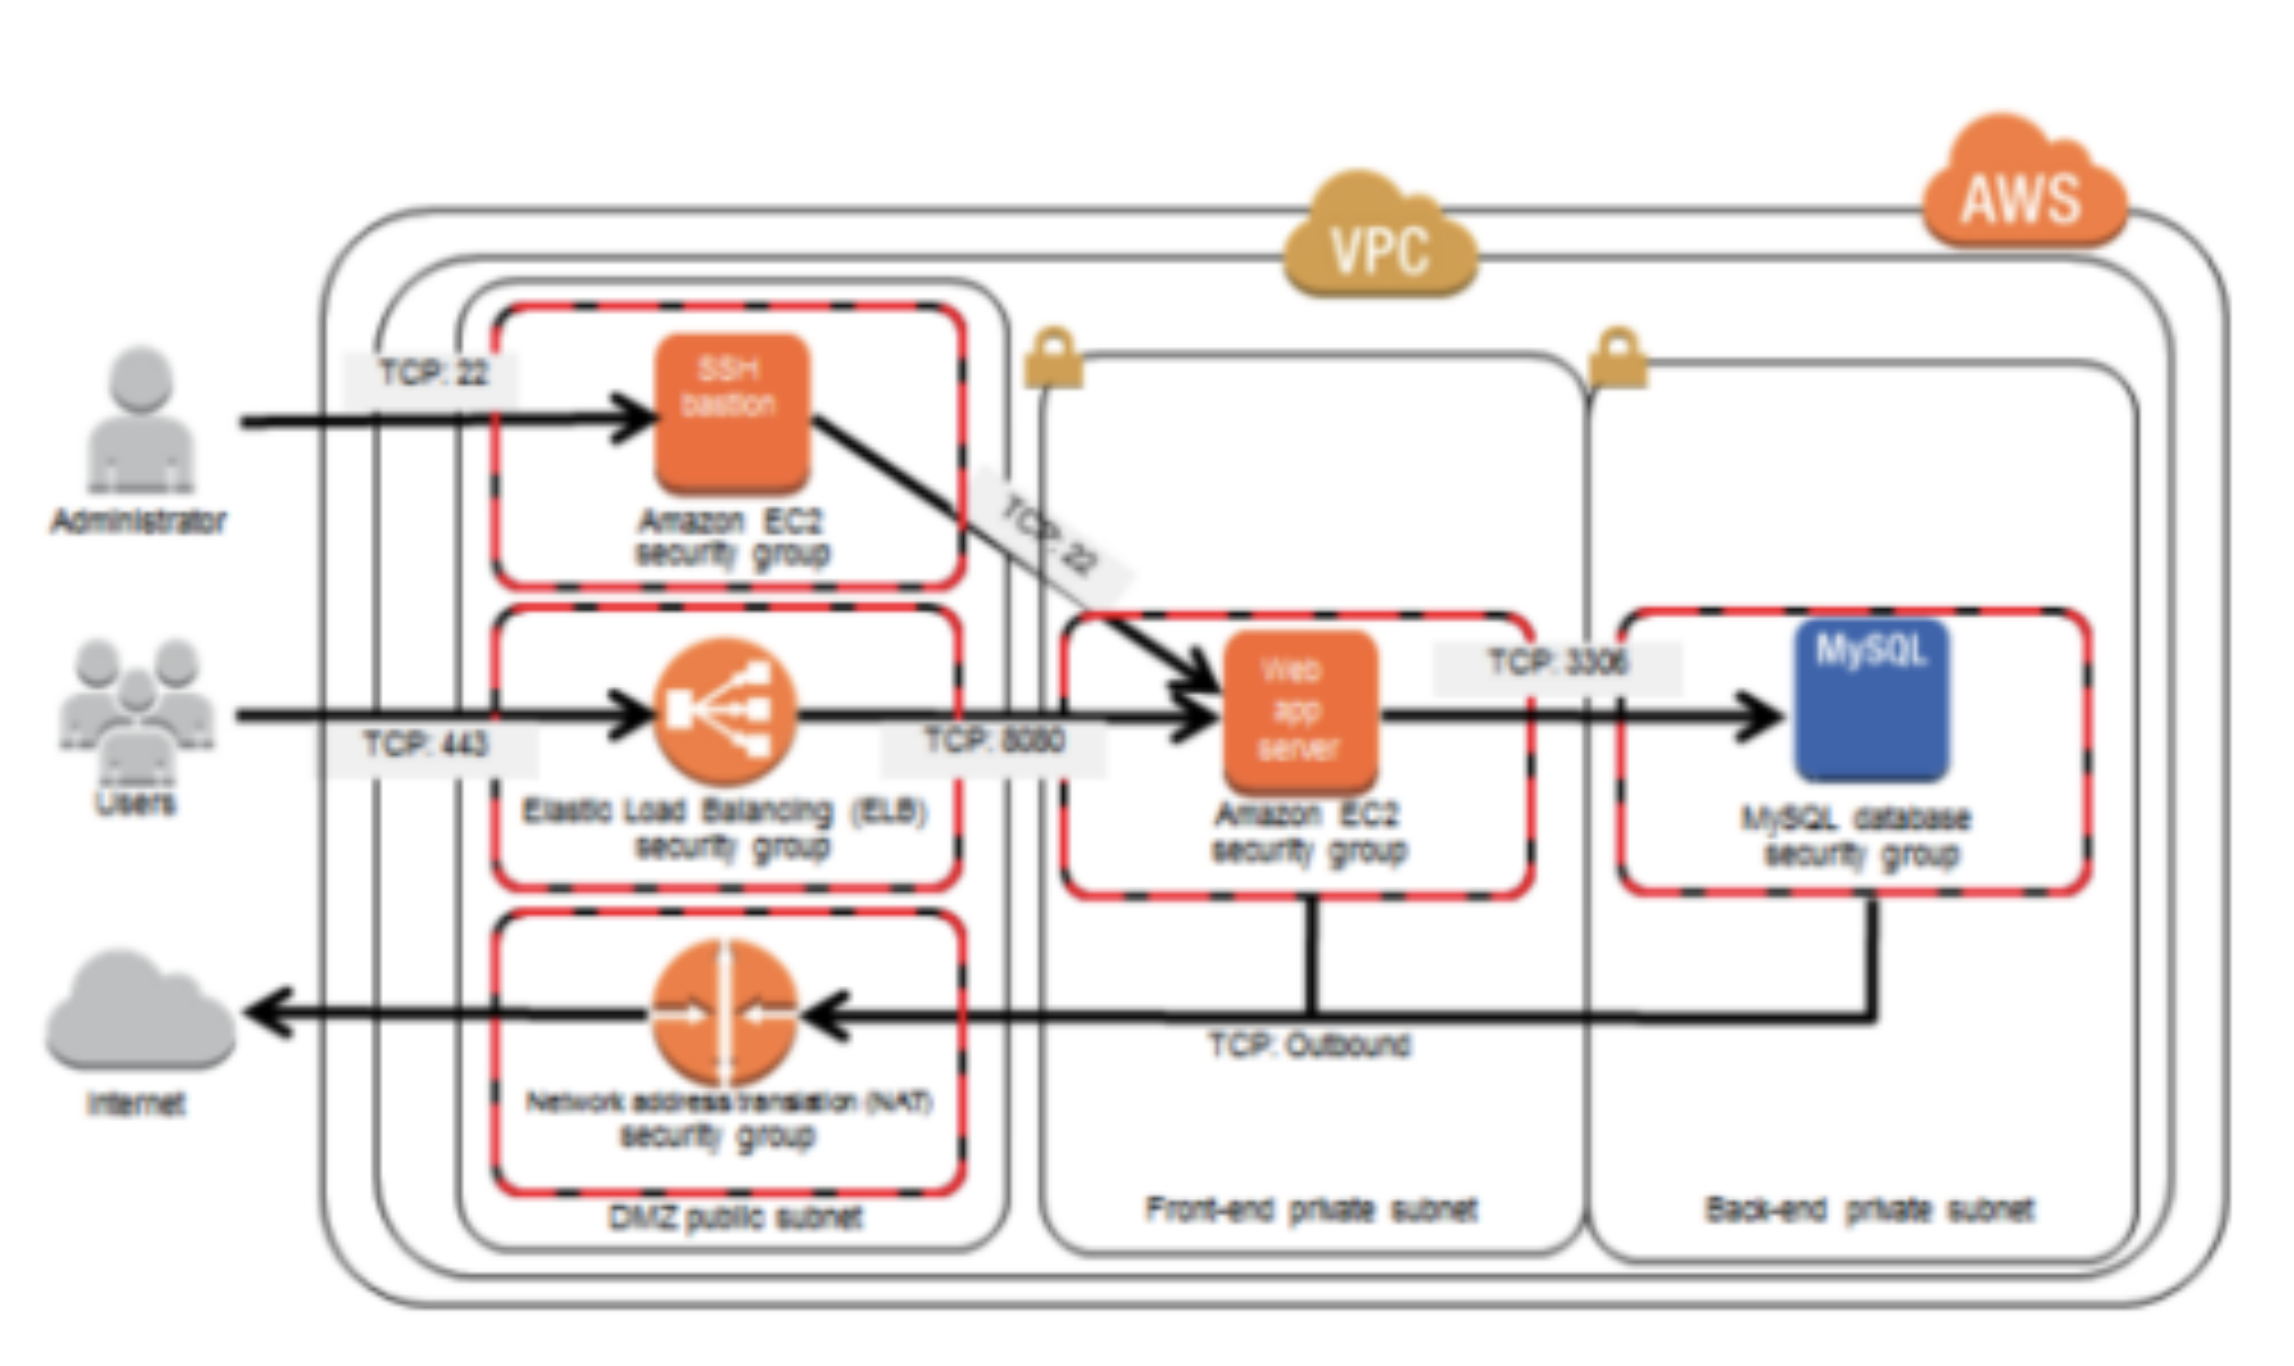 AWS
VPC
TCP: 22
SSH
bastion
Administrator
Amazon EC2
security group
TCP: 22
Users
TCP: 443
Elastic Load Balancing (ELB)
security group
TCP: 8080
Web
app
server
Amazon EC2
security group
TCP: 3306
MySQL
MySQL database
security group
Internet
Network address translation (NAT)
security group
TCP: Outbound
DMZ public subnet
Front-end private subnet
Back-end private subnet